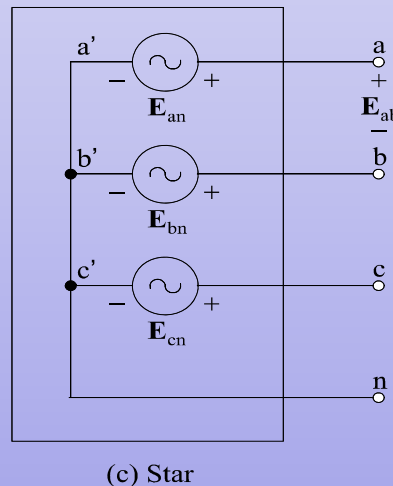 a’ a
− + +
E_an E_ab
−
b’ b
− +
E_bn
c’ c
− +
E_cn
n
(c) Star